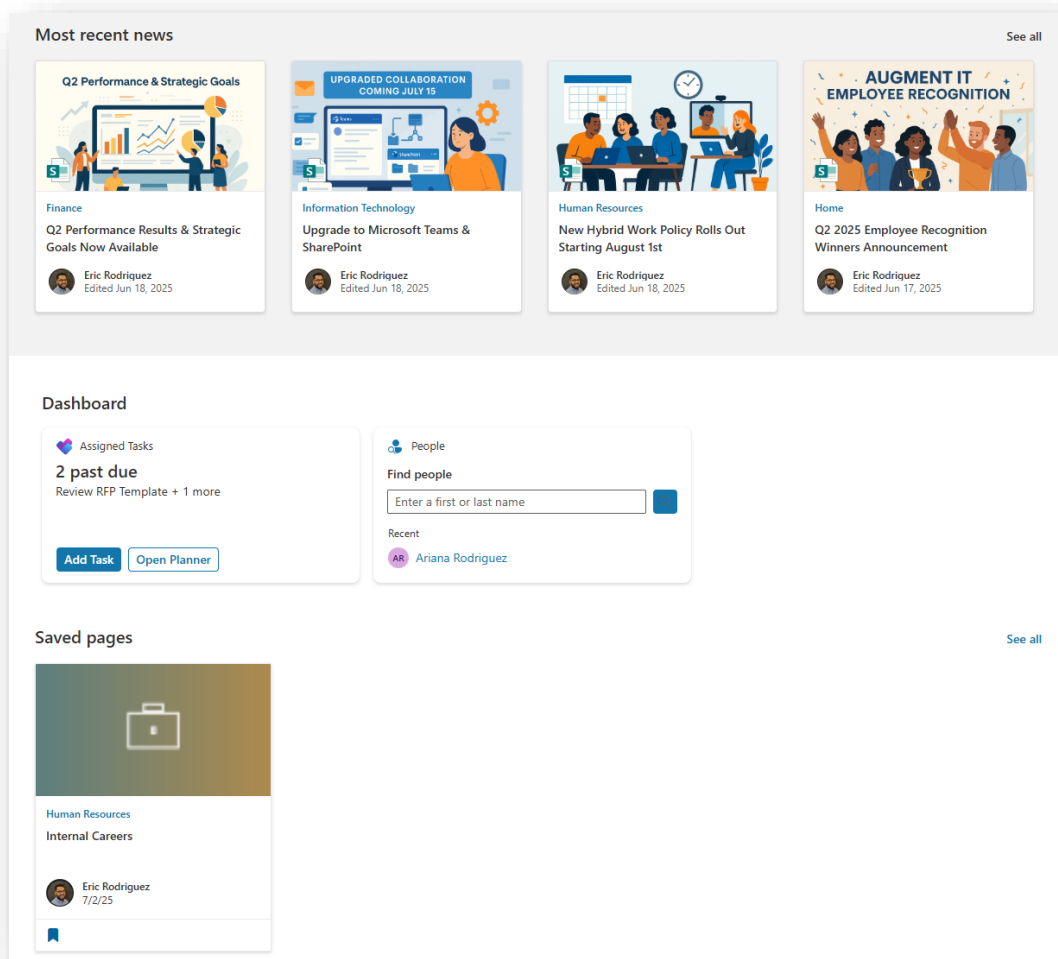 Most recent news
See all
Q2 Performance & Strategic Goals
S
Finance
Q2 Performance Results & Strategic
Goals Now Available
Eric Rodriguez
Edited Jun 18, 2025
UPGRADED COLLABORATION
COMING JULY 15
Teams
SharePoint
S
Information Technology
Upgrade to Microsoft Teams &
SharePoint
Eric Rodriguez
Edited Jun 18, 2025
S
Human Resources
New Hybrid Work Policy Rolls Out
Starting August 1st
Eric Rodriguez
Edited Jun 18, 2025
AUGMENT IT
EMPLOYEE RECOGNITION
S
Home
Q2 2025 Employee Recognition
Winners Announcement
Eric Rodriguez
Edited Jun 17, 2025
Dashboard
Assigned Tasks
2 past due
Review RFP Template + 1 more
Add Task
Open Planner
People
Find people
Enter a first or last name
Recent
AR
Ariana Rodriguez
Saved pages
See all
Human Resources
Internal Careers
Eric Rodriguez
7/2/25